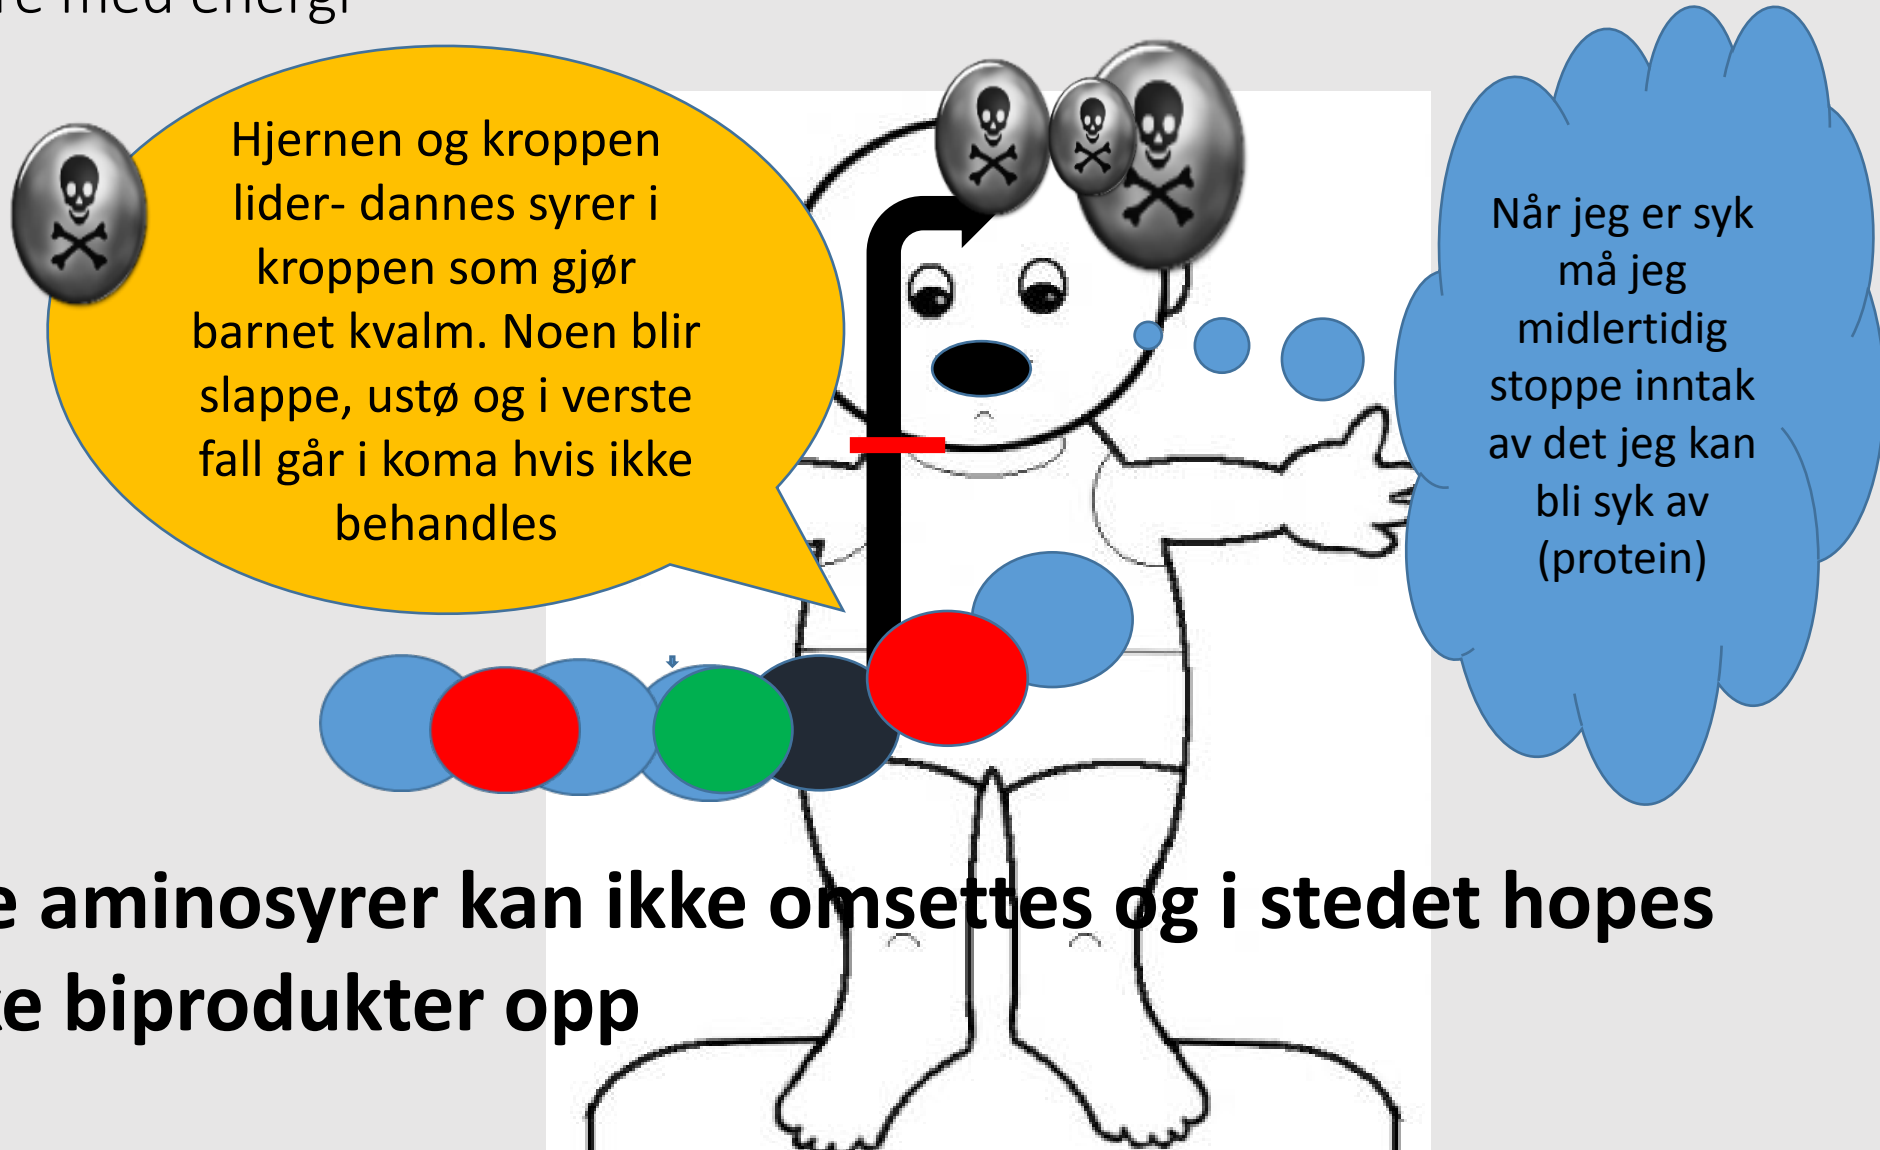 med energi
Hjernen og kroppen
lider- dannes syrer i
kroppen som gjør
barnet kvalm. Noen blir
slappe, ustø og i verste
fall går i koma hvis ikke
behandles
Når jeg er syk
må jeg
midlertidig
stoppe inntak
av det jeg kan
bli syk av
(protein)
aminosyrer kan ikke omsettes og i stedet hopes
biprodukter opp